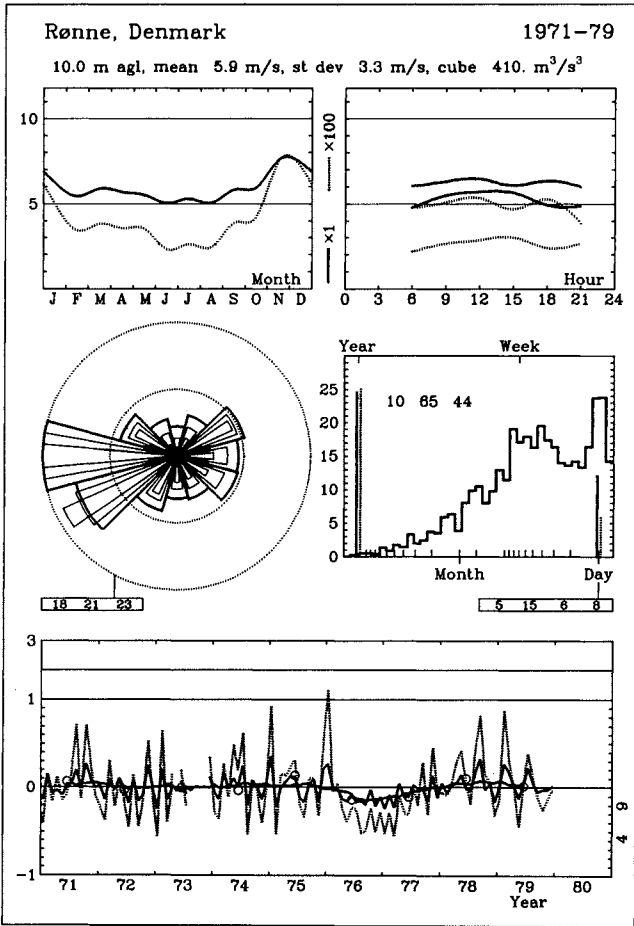 Rønne, Denmark 1971-79
10.0 m agl, mean 5.9 m/s, st dev 3.3 m/s, cube 410. m³/s³
10
5
Month
J F M A M J J A S O N D
×1 ×100
Hour
0 3 6 9 12 15 18 21 24
18 21 23
Year Week
25
20
15
10
5
0
10 65 44
Month Day
5 15 6 8
3
1
0
-1
71 72 73 74 75 76 77 78 79 80
Year
4 9